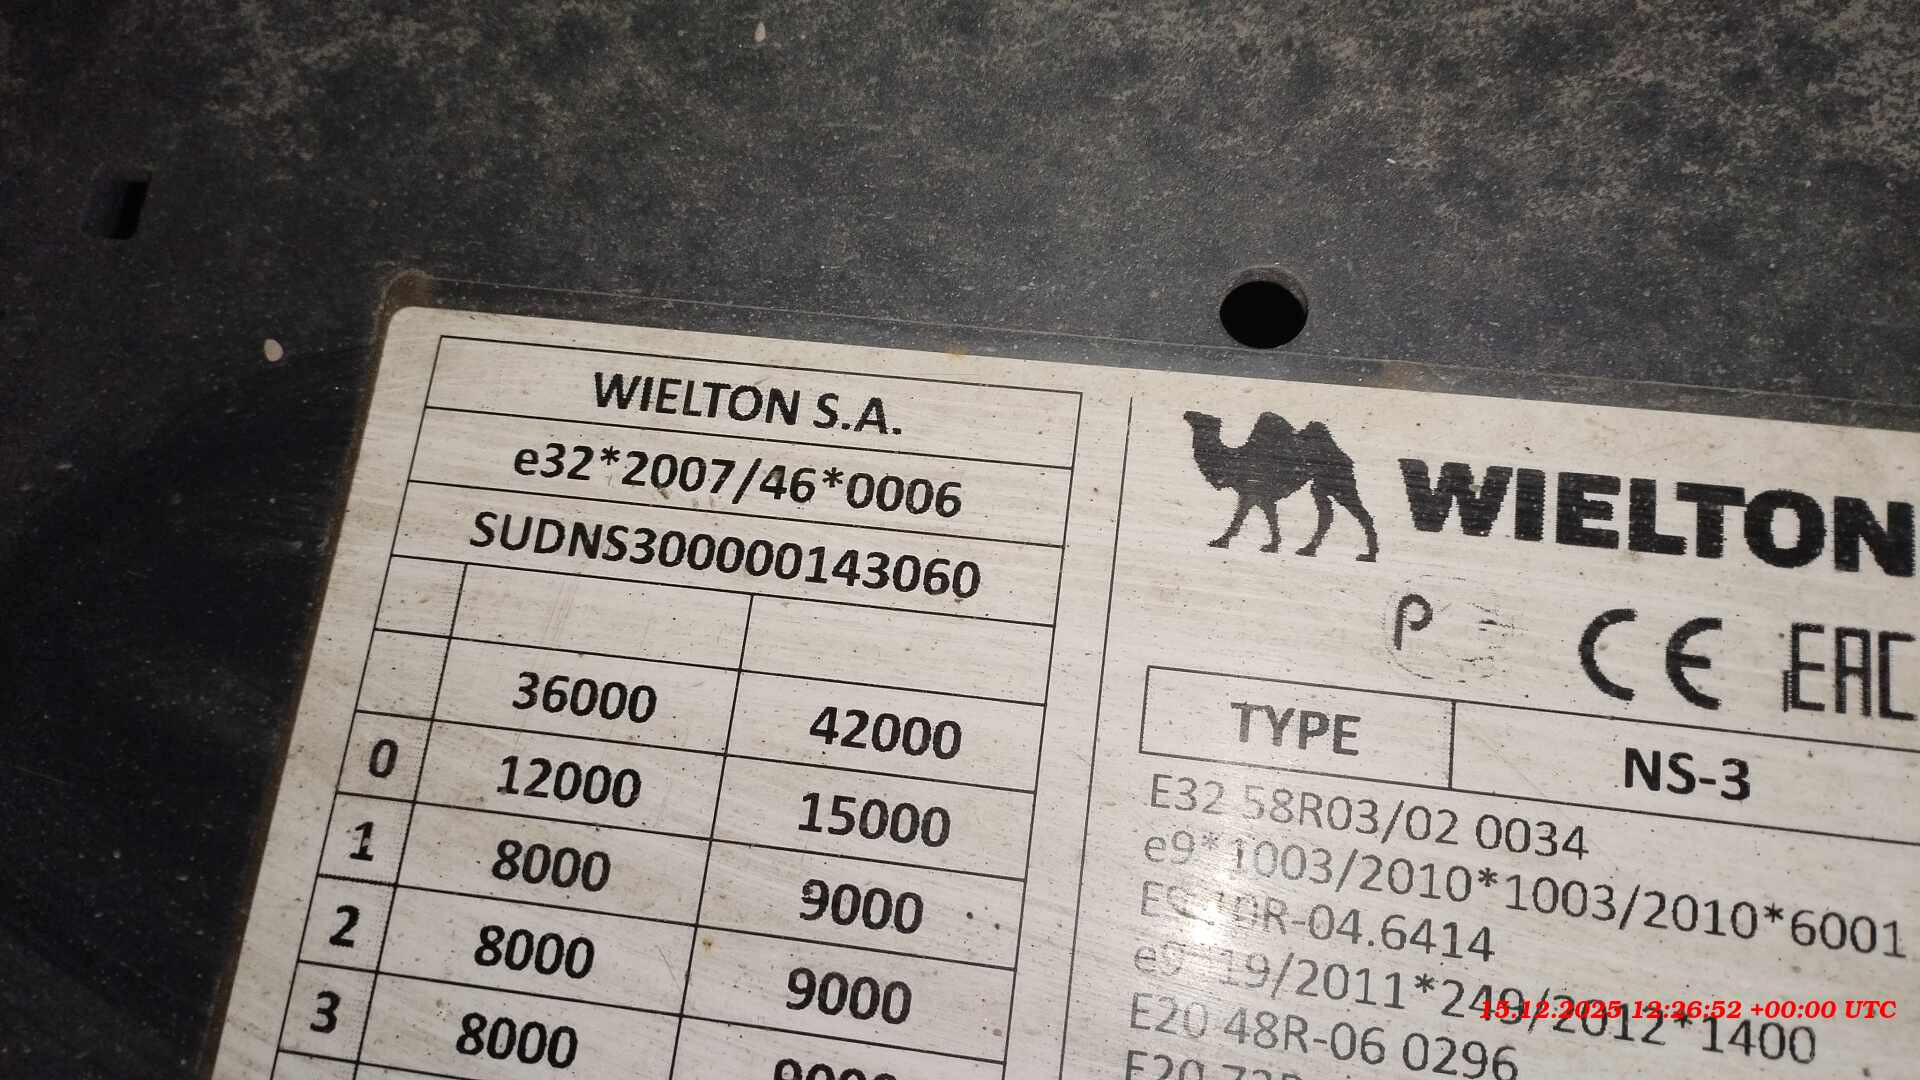 WIELTON S.A.
e32*2007/46*0006
SUDNS300000143060
36000 42000
0 12000 15000
1 8000 9000
2 8000 9000
3 8000 9000
WIELTON
P
CE EAC
TYPE NS-3
E32 58R03/02 0034
e9*1003/2010*1003/2010*6001
10R-04.6414
19/2011*249/2012*1400
E20 48R-06 0296
E20
15.12.2025 12:26:52 +00:00 UTC